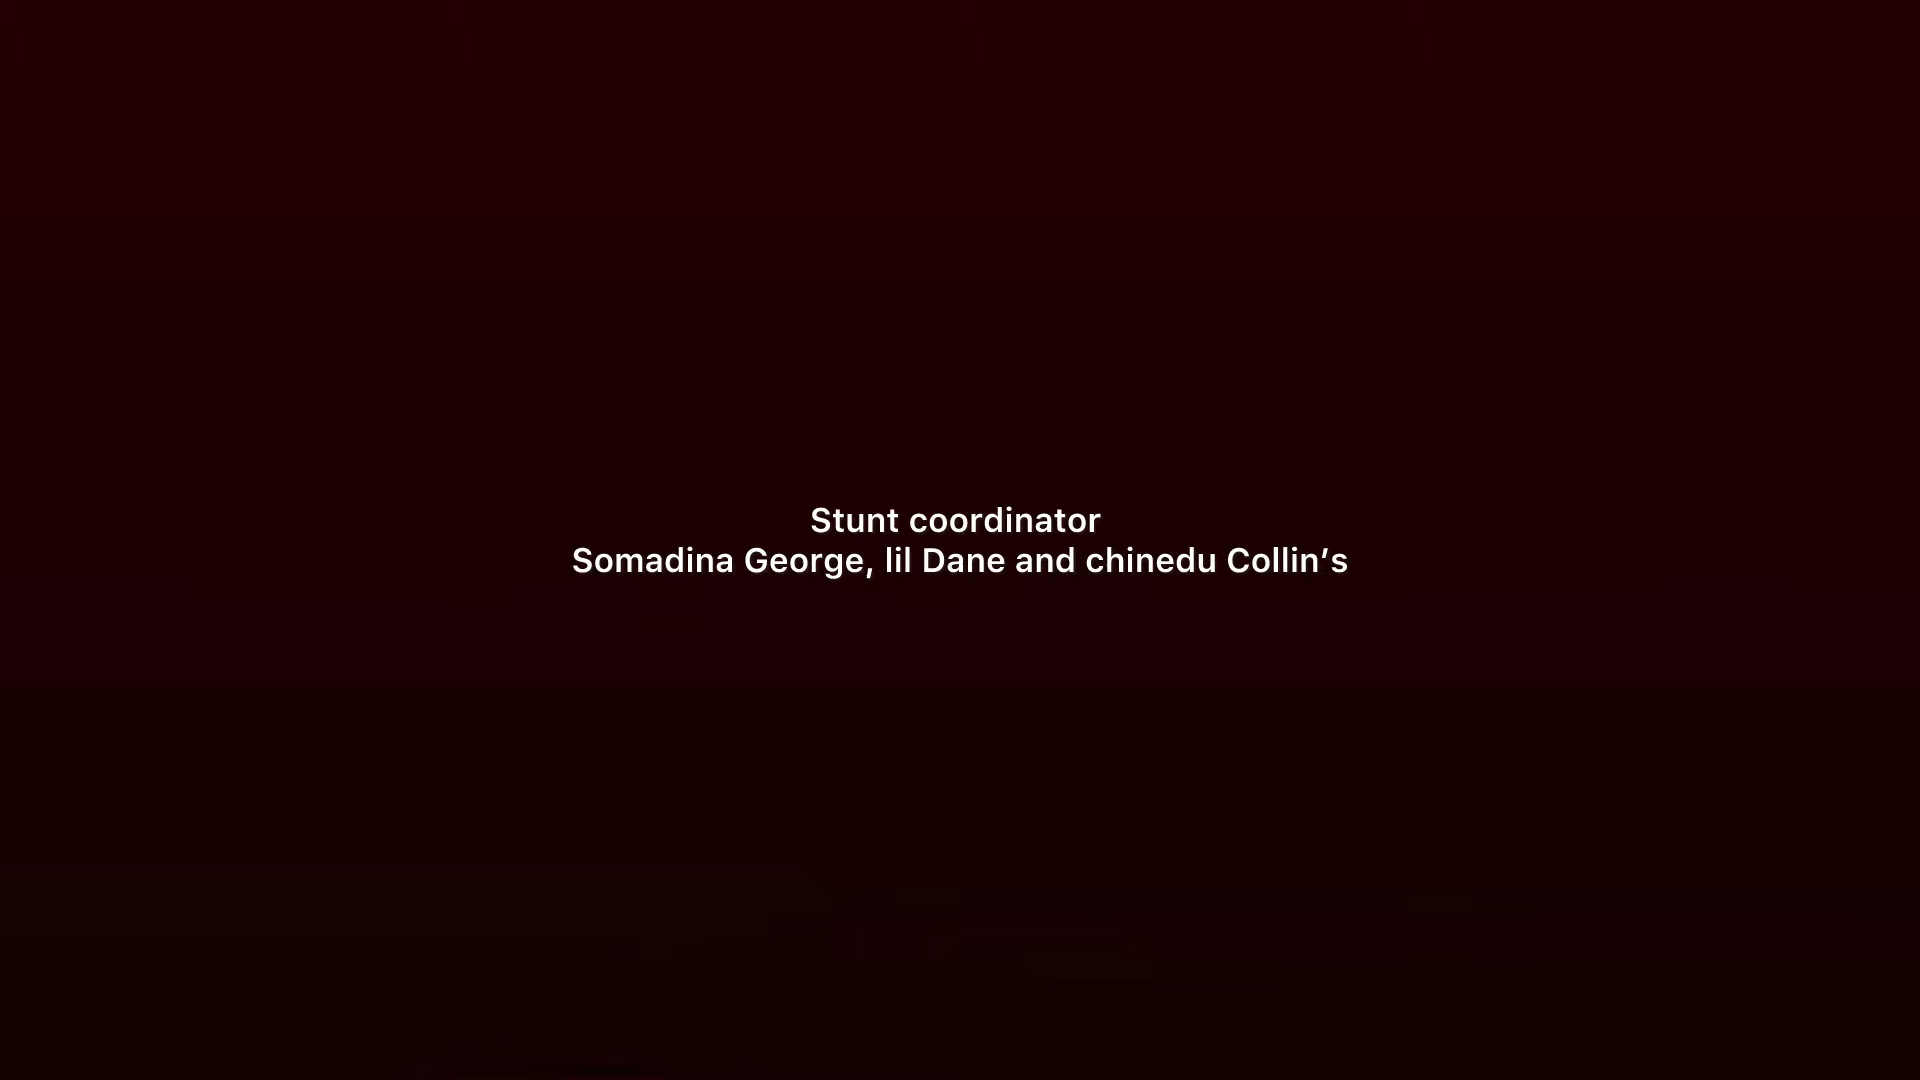 Stunt coordinator
Somadina George, lil Dane and chinedu Collin’s